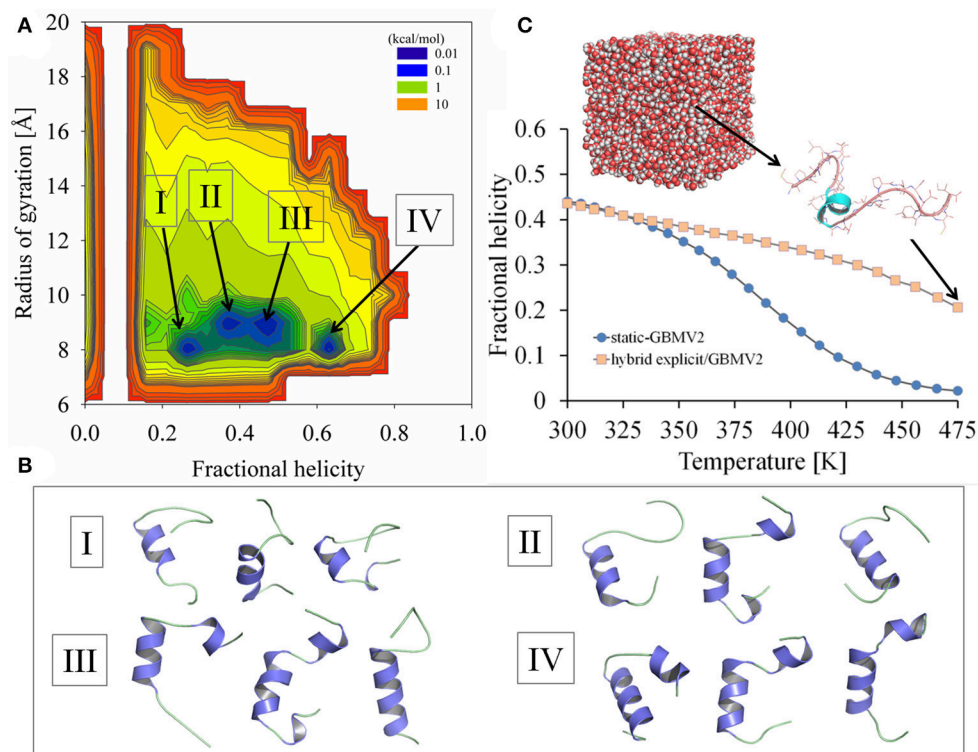 A
Radius of gyration [Å]
20
18
16
14
12
10
8
6
(kcal/mol)
0.01
0.1
1
10
I
II
III
IV
0.0
0.2
0.4
0.6
0.8
1.0
Fractional helicity
C
Fractional helicity
0.6
0.5
0.4
0.3
0.2
0.1
0
static-GBMV2
hybrid explicit/GBMV2
300
325
350
375
400
425
450
475
Temperature [K]
B
I
II
III
IV